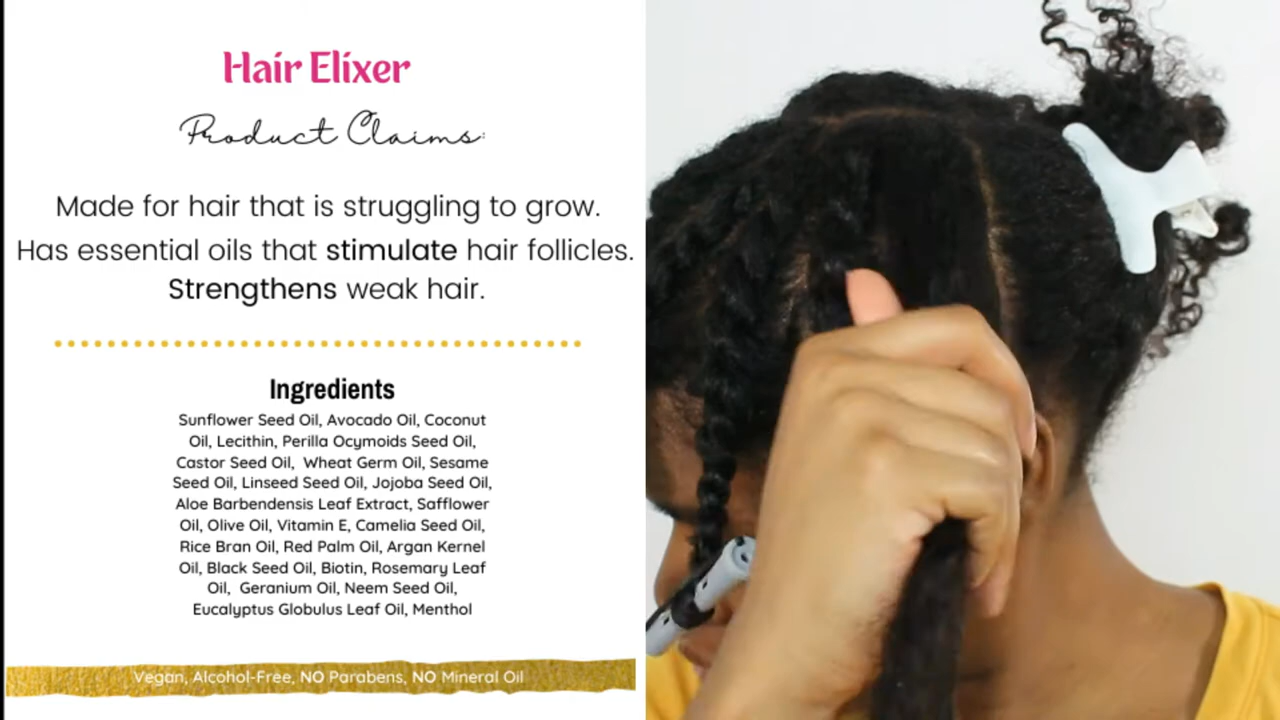 Hair Elixer
Product Claims:
Made for hair that is struggling to grow.
Has essential oils that stimulate hair follicles.
Strengthens weak hair.
Ingredients
Sunflower Seed Oil, Avocado Oil, Coconut
Oil, Lecithin, Perilla Ocymoids Seed Oil,
Castor Seed Oil, Wheat Germ Oil, Sesame
Seed Oil, Linseed Seed Oil, Jojoba Seed Oil,
Aloe Barbendensis Leaf Extract, Safflower
Oil, Olive Oil, Vitamin E, Camelia Seed Oil,
Rice Bran Oil, Red Palm Oil, Argan Kernel
Oil, Black Seed Oil, Biotin, Rosemary Leaf
Oil, Geranium Oil, Neem Seed Oil,
Eucalyptus Globulus Leaf Oil, Menthol
Vegan, Alcohol-Free, NO Parabens, NO Mineral Oil